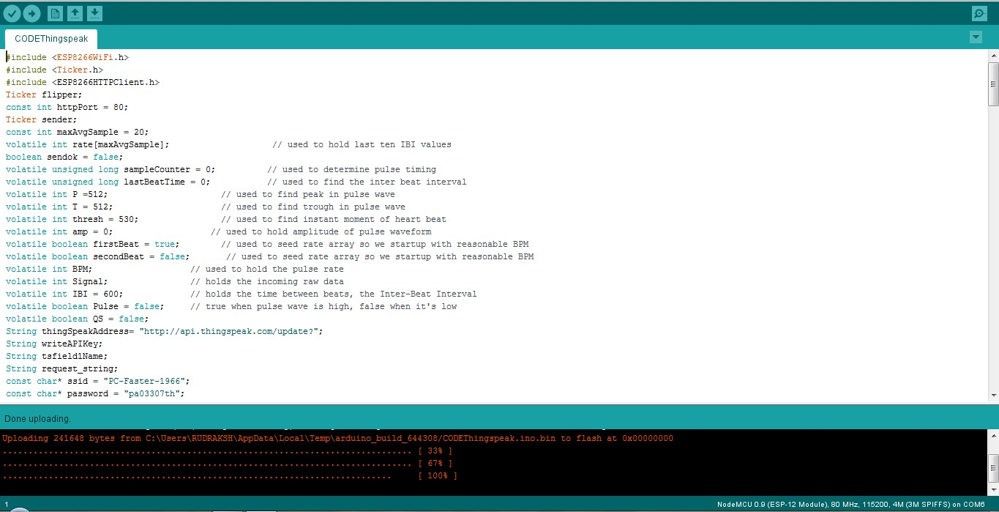 CODEThingspeak
#include <ESP8266WiFi.h>
#include <Ticker.h>
#include <ESP8266HTTPClient.h>
Ticker flipper;
const int httpPort = 80;
Ticker sender;
const int maxAvgSample = 20;
volatile int rate[maxAvgSample]; // used to hold last ten IBI values
boolean sendok = false;
volatile unsigned long sampleCounter = 0; // used to determine pulse timing
volatile unsigned long lastBeatTime = 0; // used to find the inter beat interval
volatile int P =512; // used to find peak in pulse wave
volatile int T = 512; // used to find trough in pulse wave
volatile int thresh = 530; // used to find instant moment of heart beat
volatile int amp = 0; // used to hold amplitude of pulse waveform
volatile boolean firstBeat = true; // used to seed rate array so we startup with reasonable BPM
volatile boolean secondBeat = false; // used to seed rate array so we startup with reasonable BPM
volatile int BPM; // used to hold the pulse rate
volatile int Signal; // holds the incoming raw data
volatile int IBI = 600; // holds the time between beats, the Inter-Beat Interval
volatile boolean Pulse = false; // true when pulse wave is high, false when it's low
volatile boolean QS = false;
String thingSpeakAddress= "http://api.thingspeak.com/update?";
String writeAPIKey;
String tsfield1Name;
String request_string;
const char* ssid = "PC-Faster-1966";
const char* password = "pa03307th";
Done uploading.
Uploading 241648 bytes from C:\Users\RUDRAKSH\AppData\Local\Temp\arduino_build_644308/CODEThingspeak.ino.bin to flash at 0x00000000
................................................................................ [ 33% ]
................................................................................ [ 67% ]
............................................................................ [ 100% ]
1
NodeMCU 0.9 (ESP-12 Module), 80 MHz, 115200, 4M (3M SPIFFS) on COM6